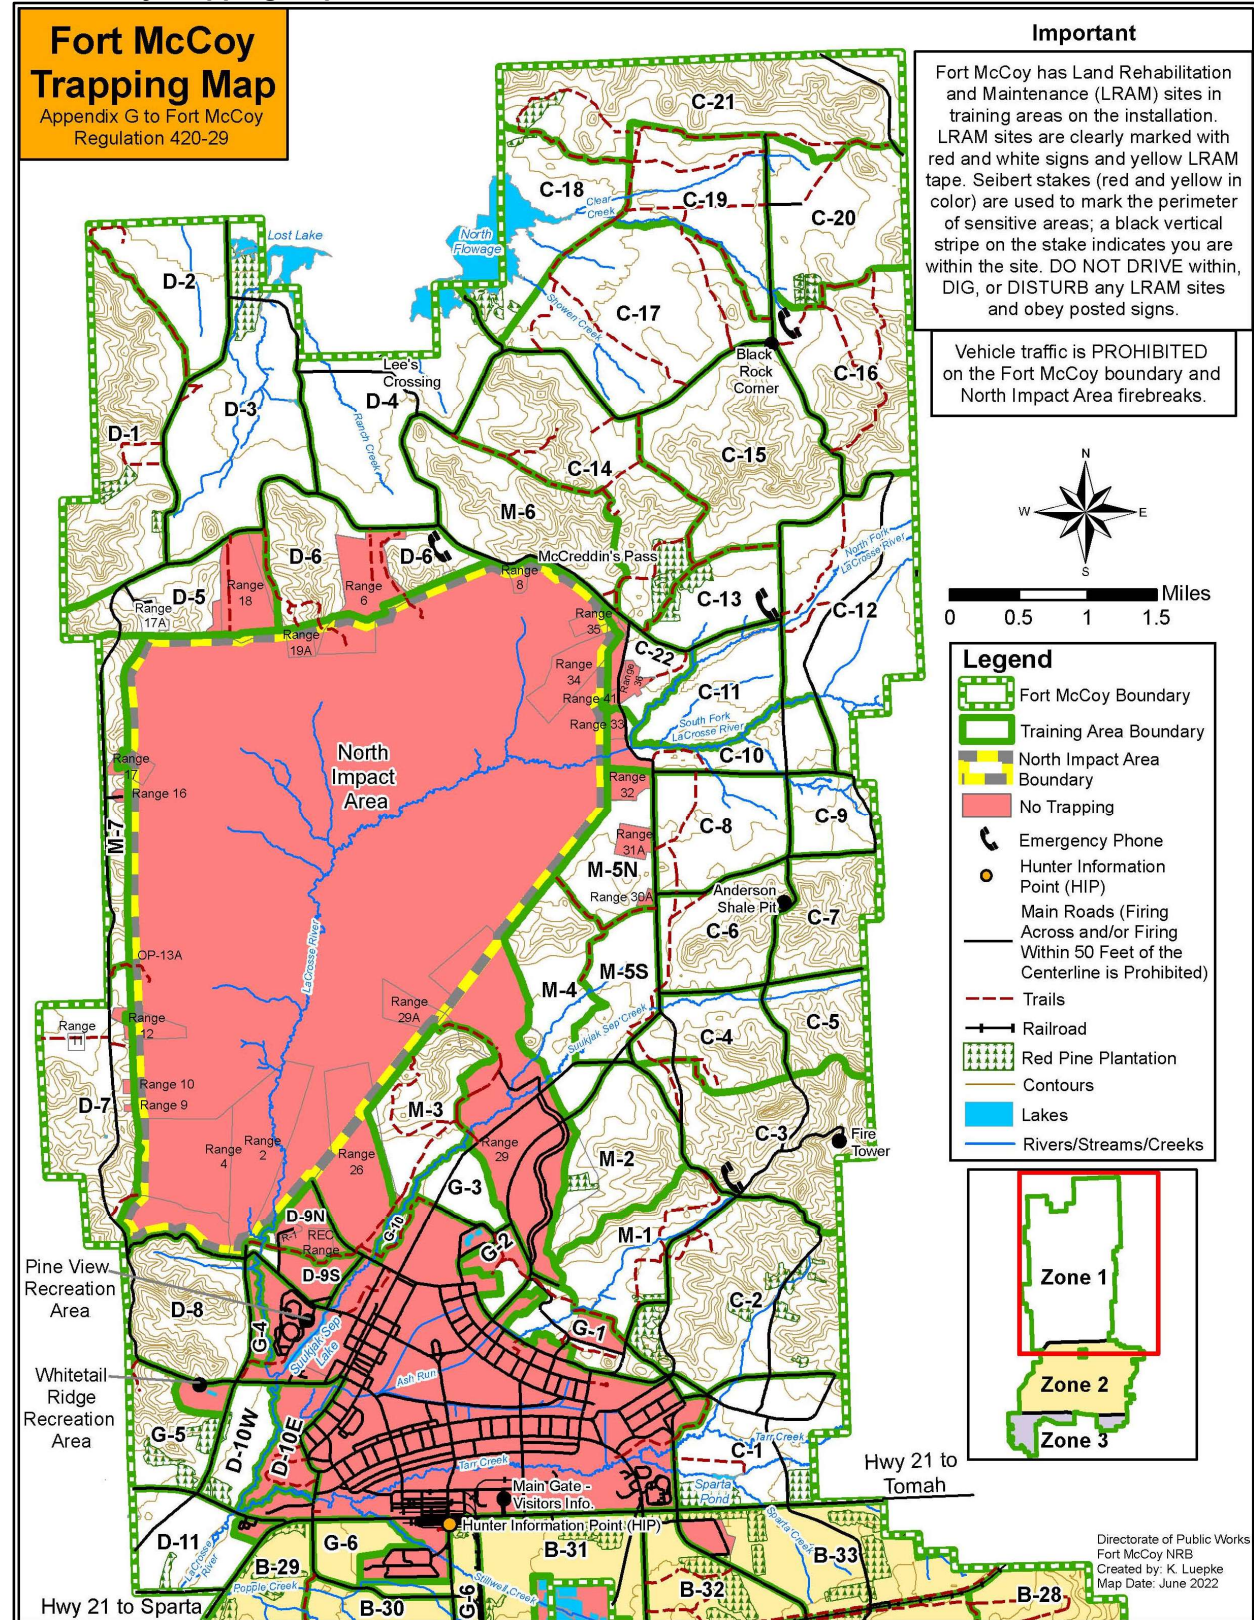 Fort McCoy
Trapping Map
Appendix G to Fort McCoy
Regulation 420-29
Important
Fort McCoy has Land Rehabilitation
and Maintenance (LRAM) sites in
training areas on the installation.
LRAM sites are clearly marked with
red and white signs and yellow LRAM
tape. Seibert stakes (red and yellow in
color) are used to mark the perimeter
of sensitive areas; a black vertical
stripe on the stake indicates you are
within the site. DO NOT DRIVE within,
DIG, or DISTURB any LRAM sites
and obey posted signs.
Vehicle traffic is PROHIBITED
on the Fort McCoy boundary and
North Impact Area firebreaks.
N
W
E
S
Miles
0 0.5 1 1.5
Legend
Fort McCoy Boundary
Training Area Boundary
North Impact Area
Boundary
No Trapping
Emergency Phone
Hunter Information
Point (HIP)
Main Roads (Firing
Across and/or Firing
Within 50 Feet of the
Centerline is Prohibited)
Trails
Railroad
Red Pine Plantation
Contours
Lakes
Rivers/Streams/Creeks
Zone 1
Zone 2
Zone 3
Directorate of Public Works
Fort McCoy NRB
Created by: K. Luepke
Map Date: June 2022
C-21
C-18
Clear
Creek
C-19
C-20
Lost Lake
North
Flowage
D-2
Showen Creek
C-17
Black
Rock
Corner
C-16
Lee's
Crossing
D-4
D-3
Ranch Creek
D-1
C-14
C-15
M-6
McCreddin's Pass
North Fork
LaCrosse River
D-6
D-6
Range
8
Range
18
Range
6
D-5
Range
17A
Range
19A
C-13
C-12
Range
35
C-22
Range
34
Range
36
Range 41
C-11
Range 33
South Fork
LaCrosse River
C-10
North
Impact
Area
Range
17
Range 16
Range
32
M-7
C-8
C-9
Range
31A
M-5N
Range 30A
Anderson
Shale Pit
C-7
C-6
LaCrosse River
OP-13A
M-5S
M-4
Range
29A
Range
11
Range
12
Suukjak Sep Creek
C-4
C-5
Range 10
Range 9
D-7
M-3
Range
4
Range
2
Range
26
Range
29
C-3
Fire
Tower
M-2
G-3
D-9N
R-1
REC
Range
G-10
G-2
M-1
D-9S
Pine View
Recreation
Area
D-8
G-4
Suukjak Sep
Lake
C-2
G-1
Ash Run
Whitetail
Ridge
Recreation
Area
G-5
D-10W
D-10E
C-1
Tarr Creek
Tarr Creek
Hwy 21 to
Tomah
Main Gate -
Visitors Info.
Sparta
Pond
Hunter Information Point (HIP)
Sparta Creek
D-11
LaCrosse
River
G-6
B-29
B-31
B-33
Popple Creek
Stillwell Creek
B-32
B-28
Hwy 21 to Sparta
B-30
G-6